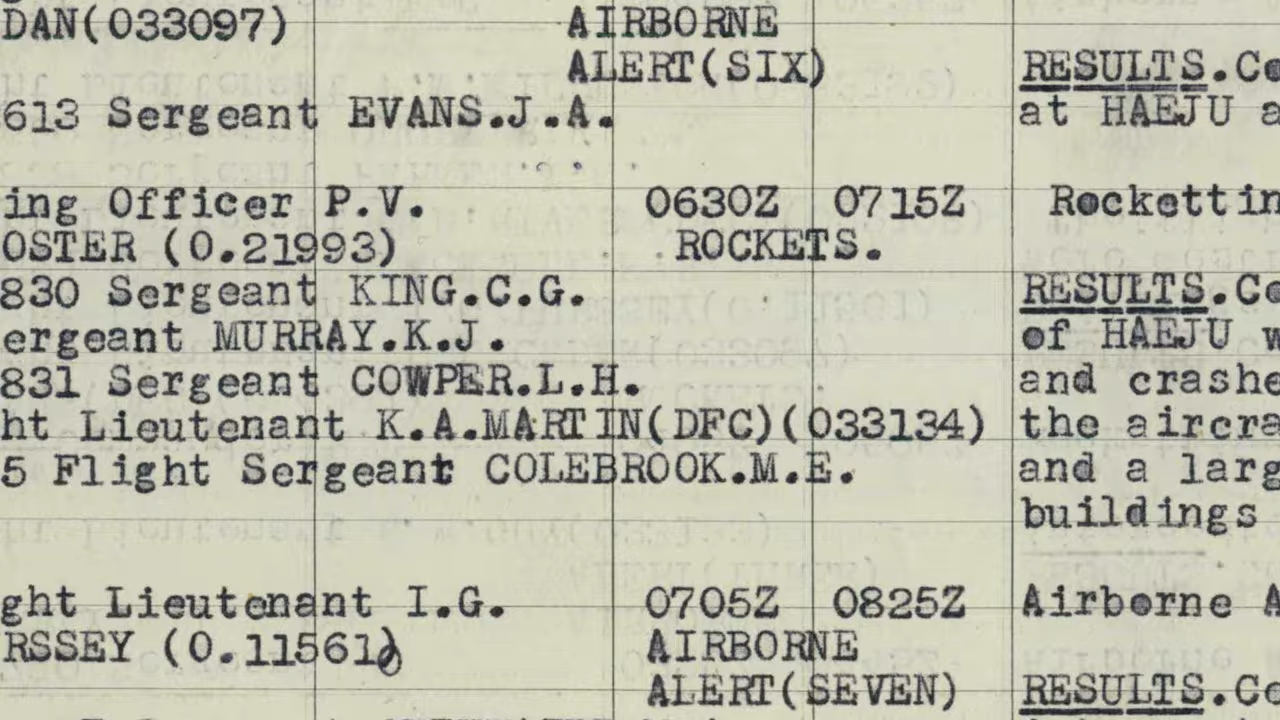 DAN(033097) AIRBORNE
ALERT(SIX) RESULTS.Co
613 Sergeant EVANS.J.A. at HAEJU a
ing Officer P.V. 0630Z 0715Z Rockettin
OSTER (0.21993) ROCKETS.
830 Sergeant KING.C.G. RESULTS.Co
ergeant MURRAY.K.J. of HAEJU w
831 Sergeant COWPER.L.H. and crashe
ht Lieutenant K.A.MARTIN(DFC)(033134) the aircra
5 Flight Sergeant COLEBROOK.M.E. and a larg
buildings
ght Lieutenant I.G. 0705Z 0825Z Airborne A
RSSEY (0.11561) AIRBORNE
ALERT(SEVEN) RESULTS.Co